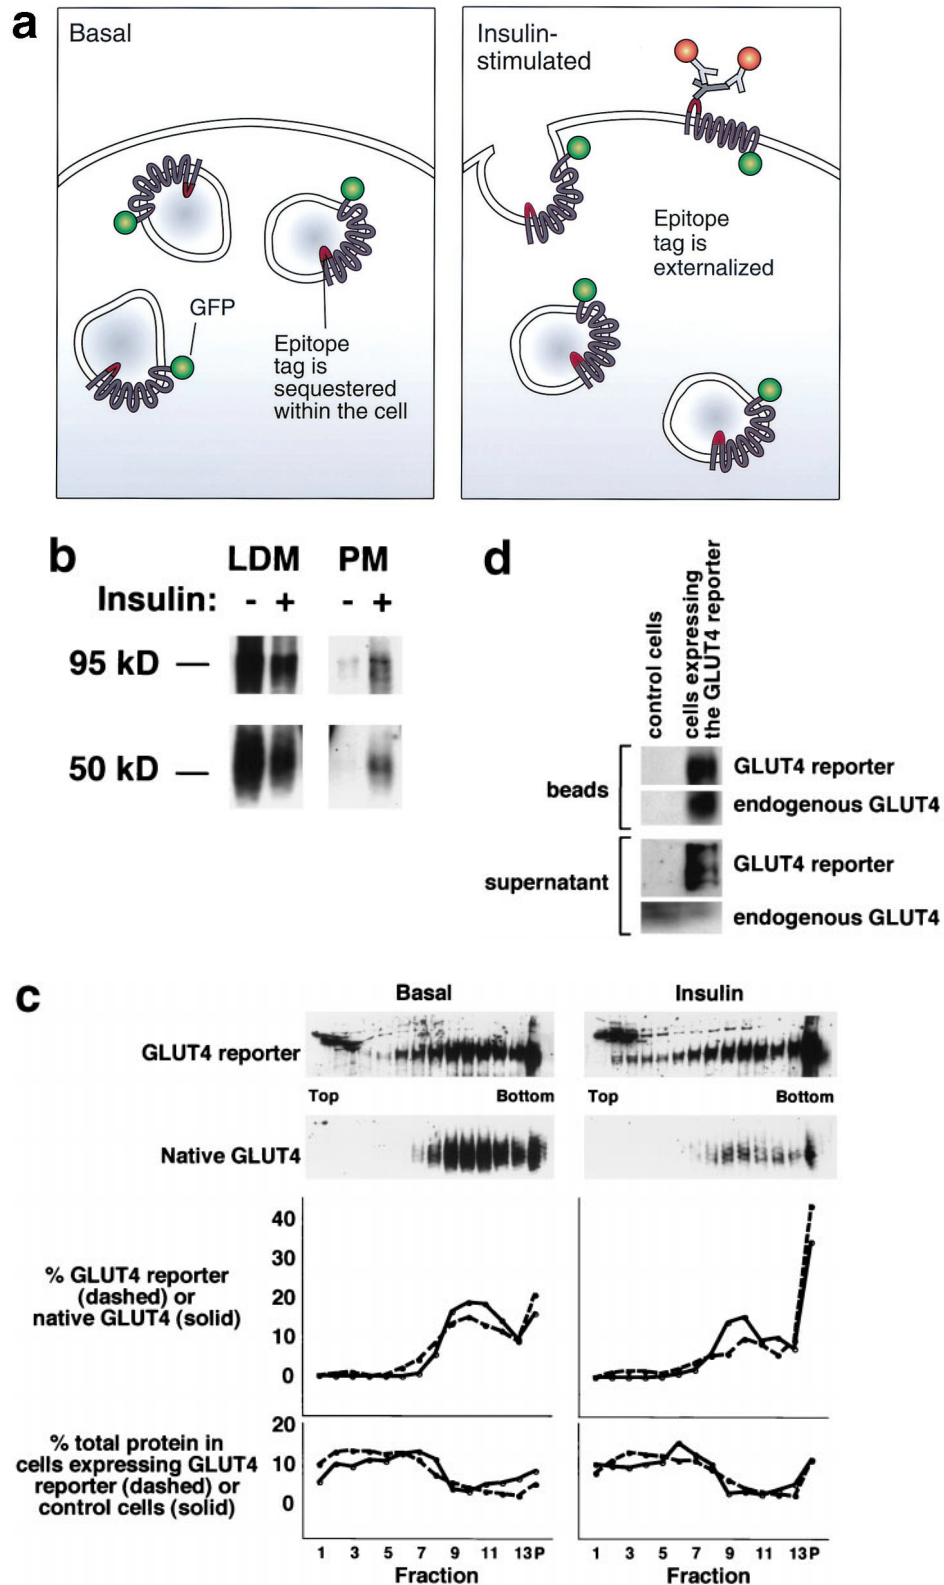 a
Basal
GFP
Epitope
tag is
sequestered
within the cell
Insulin-
stimulated
Epitope
tag is
externalized
b
LDM PM
Insulin: - + - +
95 kD
50 kD
d
control cells
cells expressing
the GLUT4 reporter
beads
GLUT4 reporter
endogenous GLUT4
supernatant
GLUT4 reporter
endogenous GLUT4
c
Basal Insulin
GLUT4 reporter
Top Bottom Top Bottom
Native GLUT4
% GLUT4 reporter
(dashed) or
native GLUT4 (solid)
40
30
20
10
0
% total protein in
cells expressing GLUT4
reporter (dashed) or
control cells (solid)
20
10
0
1 3 5 7 9 11 13 P 1 3 5 7 9 11 13 P
Fraction Fraction